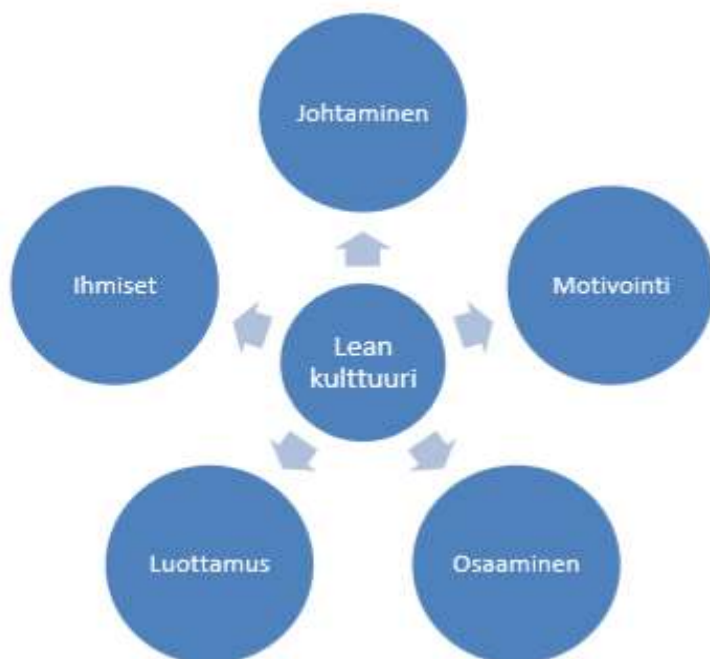 Johtaminen
Ihmiset
Motivointi
Lean
kulttuuri
Luottamus
Osaaminen